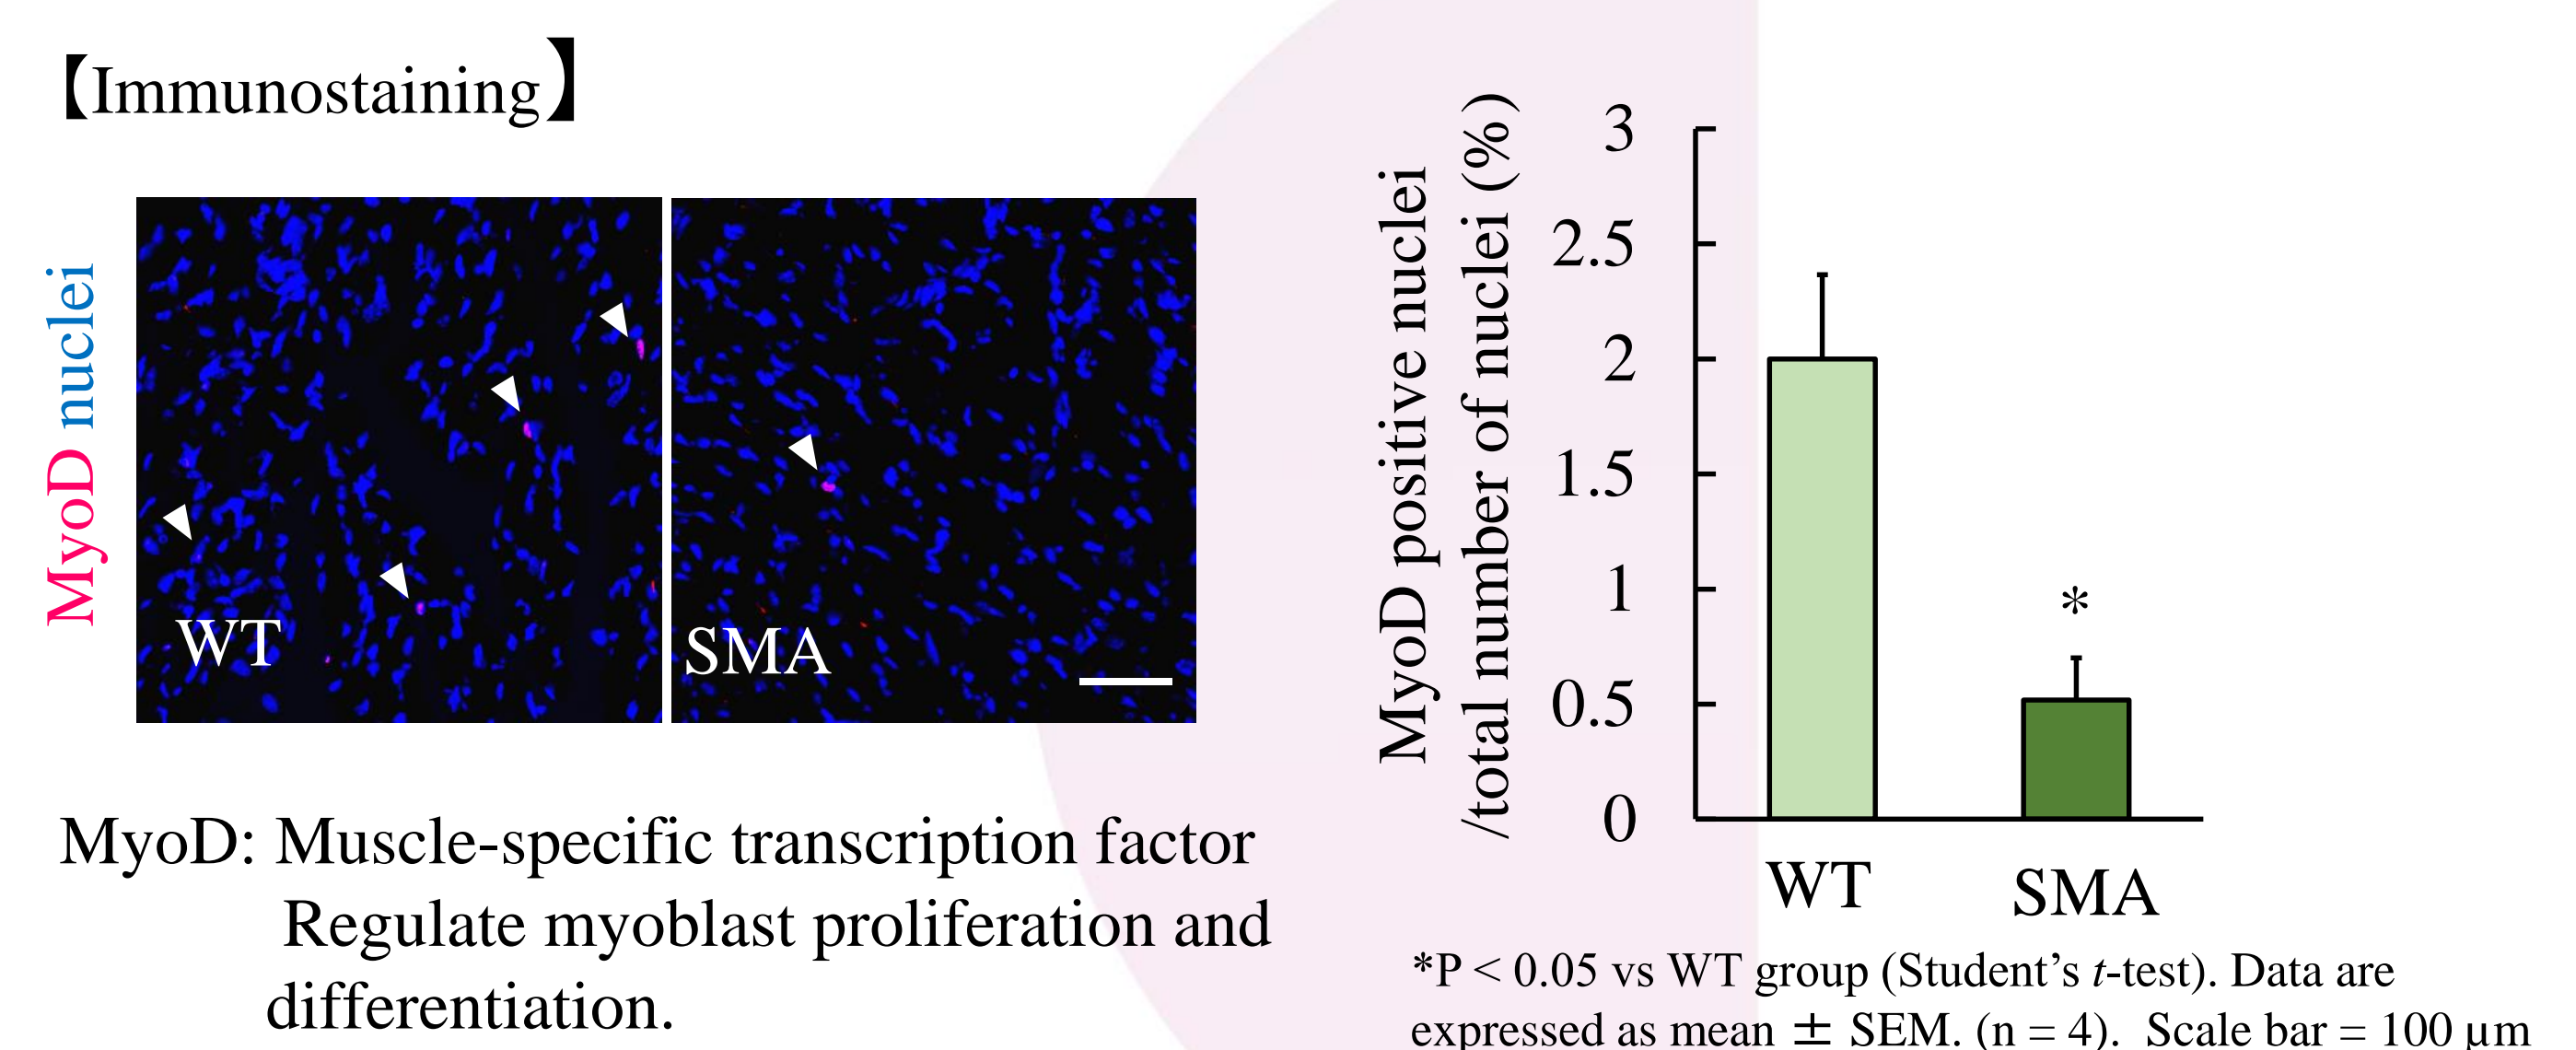 【Immunostaining】
MyoD nuclei
WT
SMA
MyoD: Muscle-specific transcription factor
Regulate myoblast proliferation and
differentiation.
MyoD positive nuclei
/total number of nuclei (%)
3
2.5
2
1.5
1
0.5
0
*
WT
SMA
*P < 0.05 vs WT group (Student’s t-test). Data are
expressed as mean ± SEM. (n = 4). Scale bar = 100 μm